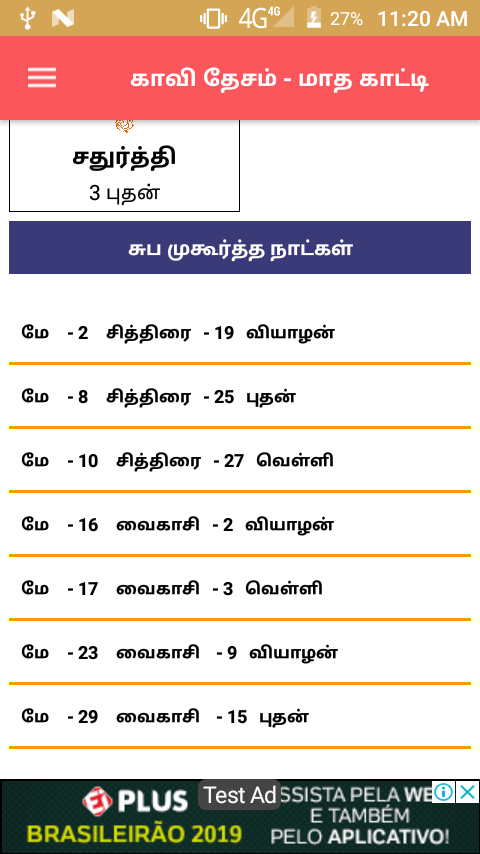 4G 4G 27% 11:20 AM
காவி தேசம் - மாத காட்டி
சதுர்த்தி
3 புதன்
சுப முகூர்த்த நாட்கள்
மே - 2 சித்திரை - 19 வியாழன்
மே - 8 சித்திரை - 25 புதன்
மே - 10 சித்திரை - 27 வெள்ளி
மே - 16 வைகாசி - 2 வியாழன்
மே - 17 வைகாசி - 3 வெள்ளி
மே - 23 வைகாசி - 9 வியாழன்
மே - 29 வைகாசி - 15 புதன்
EI PLUS
BRASILEIRÃO 2019
Test Ad
SSISTA PELA WE
E TAMBÉM
PELO APLICATIVO!